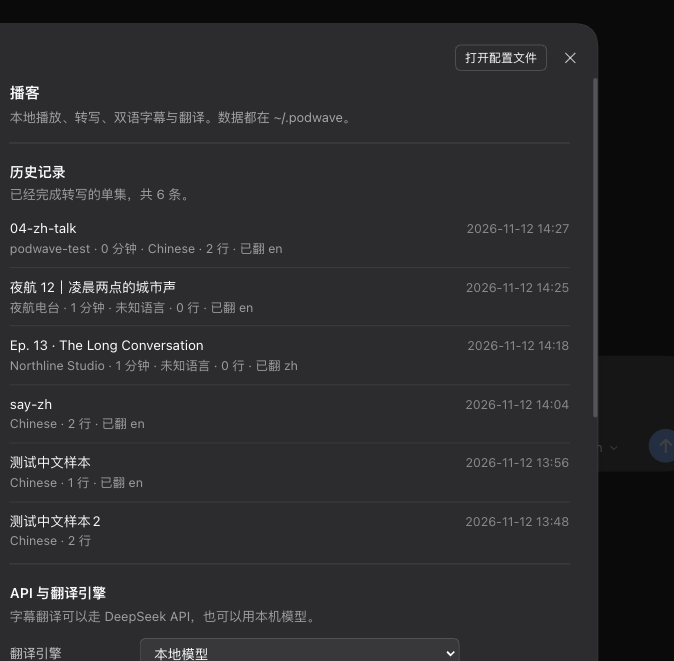 打开配置文件
播客
本地播放、转写、双语字幕与翻译。数据都在 ~/.podwave。
历史记录
已经完成转写的单集，共 6 条。
04-zh-talk 2026-11-12 14:27
podwave-test · 0 分钟 · Chinese · 2 行 · 已翻 en
夜航 12｜凌晨两点的城市声 2026-11-12 14:25
夜航电台 · 1 分钟 · 未知语言 · 0 行 · 已翻 en
Ep. 13 · The Long Conversation 2026-11-12 14:18
Northline Studio · 1 分钟 · 未知语言 · 0 行 · 已翻 zh
say-zh 2026-11-12 14:04
Chinese · 2 行 · 已翻 en
测试中文样本 2026-11-12 13:56
Chinese · 1 行 · 已翻 en
测试中文样本2 2026-11-12 13:48
Chinese · 2 行
API 与翻译引擎
字幕翻译可以走 DeepSeek API，也可以用本机模型。
翻译引擎 本地模型